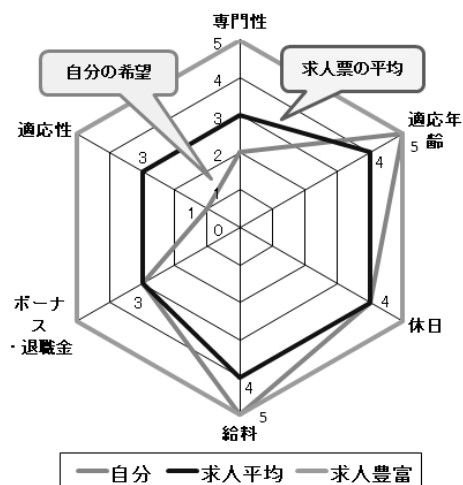 専門性
5
自分の希望
求人票の平均
4
適応性
3
適応年
齢
5
3
2
4
1
1
0
ボーナ
ス
・退職金
3
4
休日
4
5
給料
自分
求人平均
求人豊富